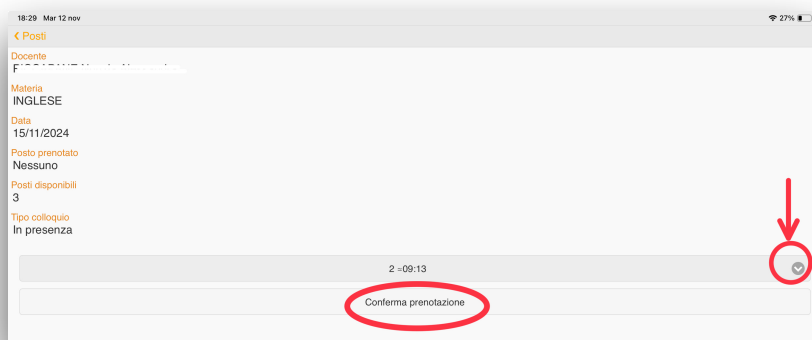 18:29 Mar 12 nov
27%
Posti
Docente
Materia
INGLESE
Data
15/11/2024
Posto prenotato
Nessuno
Posti disponibili
3
Tipo colloquio
In presenza
2 =09:13
Conferma prenotazione